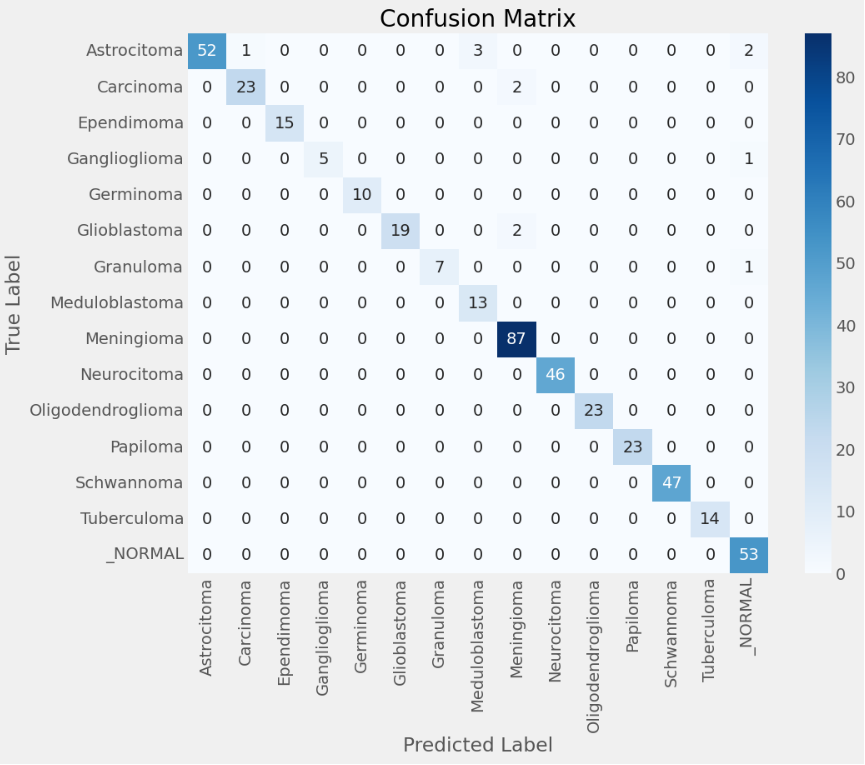 Confusion Matrix
True Label
Astrocitoma 52 1 0 0 0 0 0 3 0 0 0 0 0 0 2
Carcinoma 0 23 0 0 0 0 0 0 2 0 0 0 0 0 0
Ependimoma 0 0 15 0 0 0 0 0 0 0 0 0 0 0 0
Ganglioglioma 0 0 0 5 0 0 0 0 0 0 0 0 0 0 1
Germinoma 0 0 0 0 10 0 0 0 0 0 0 0 0 0 0
Glioblastoma 0 0 0 0 0 19 0 0 2 0 0 0 0 0 0
Granuloma 0 0 0 0 0 0 7 0 0 0 0 0 0 0 1
Meduloblastoma 0 0 0 0 0 0 0 13 0 0 0 0 0 0 0
Meningioma 0 0 0 0 0 0 0 0 87 0 0 0 0 0 0
Neurocitoma 0 0 0 0 0 0 0 0 0 46 0 0 0 0 0
Oligodendroglioma 0 0 0 0 0 0 0 0 0 0 23 0 0 0 0
Papiloma 0 0 0 0 0 0 0 0 0 0 0 23 0 0 0
Schwannoma 0 0 0 0 0 0 0 0 0 0 0 0 47 0 0
Tuberculoma 0 0 0 0 0 0 0 0 0 0 0 0 0 14 0
_NORMAL 0 0 0 0 0 0 0 0 0 0 0 0 0 0 53
Astrocitoma
Carcinoma
Ependimoma
Ganglioglioma
Germinoma
Glioblastoma
Granuloma
Meduloblastoma
Meningioma
Neurocitoma
Oligodendroglioma
Papiloma
Schwannoma
Tuberculoma
_NORMAL
Predicted Label
80
70
60
50
40
30
20
10
0